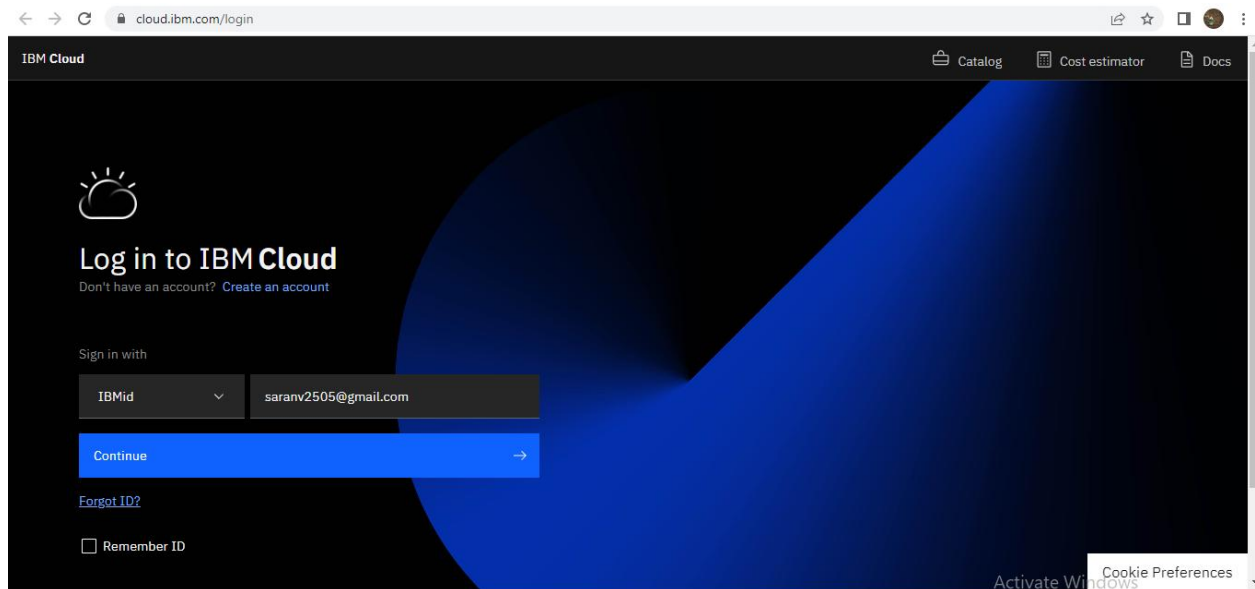 cloud.ibm.com/login
IBM Cloud
Catalog
Cost estimator
Docs
Log in to IBM Cloud
Don't have an account? Create an account
Sign in with
IBMid
saranv2505@gmail.com
Continue
Forgot ID?
Remember ID
Cookie Preferences
Activate Windows